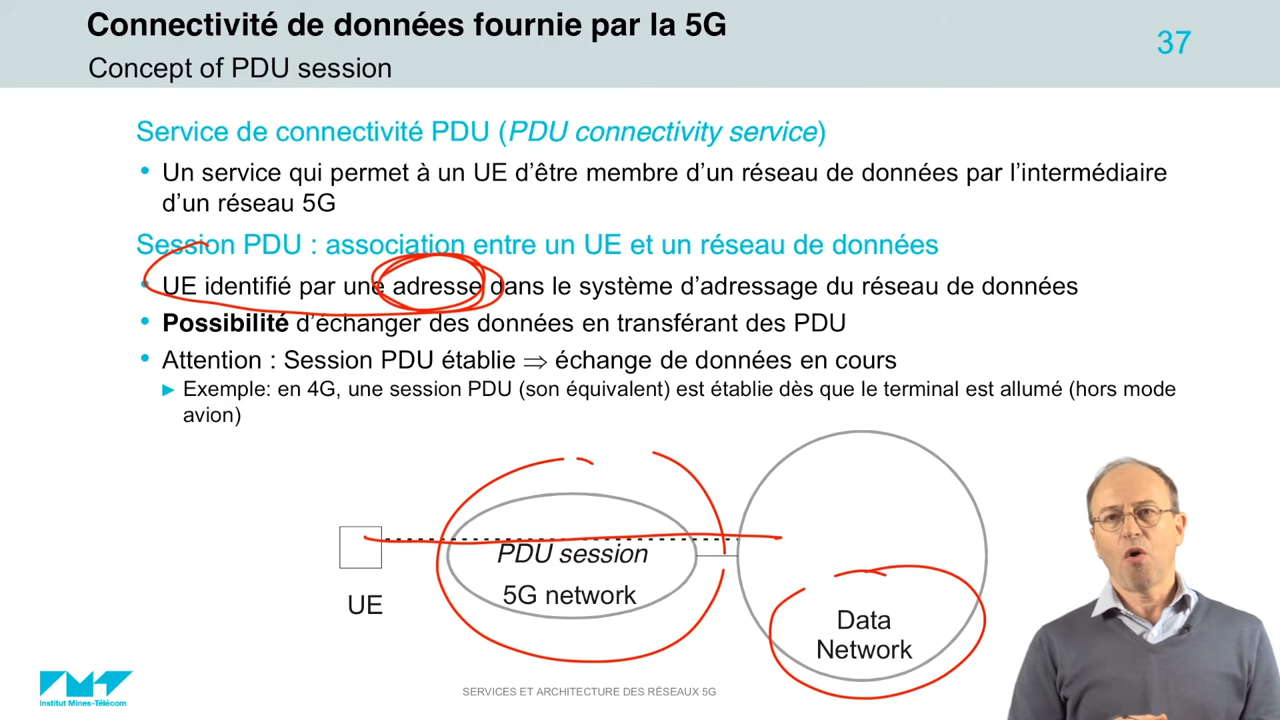 Connectivité de données fournie par la 5G
Concept of PDU session
37
Service de connectivité PDU (PDU connectivity service)
• Un service qui permet à un UE d’être membre d’un réseau de données par l’intermédiaire
d’un réseau 5G
Session PDU : association entre un UE et un réseau de données
• UE identifié par une adresse dans le système d’adressage du réseau de données
• Possibilité d’échanger des données en transférant des PDU
• Attention : Session PDU établie ⇒ échange de données en cours
► Exemple: en 4G, une session PDU (son équivalent) est établie dès que le terminal est allumé (hors mode
avion)
PDU session
5G network
UE
Data
Network
Institut Mines-Télécom
SERVICES ET ARCHITECTURE DES RÉSEAUX 5G